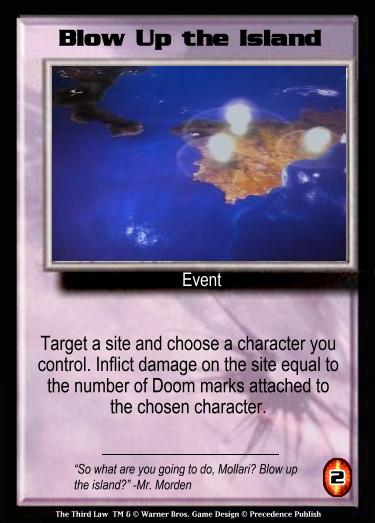 Blow Up the Island
Event
Target a site and choose a character you
control. Inflict damage on the site equal to
the number of Doom marks attached to
the chosen character.
“So what are you going to do, Mollari? Blow up
the island?” -Mr. Morden
2
The Third Law TM & © Warner Bros. Game Design © Precedence Publish